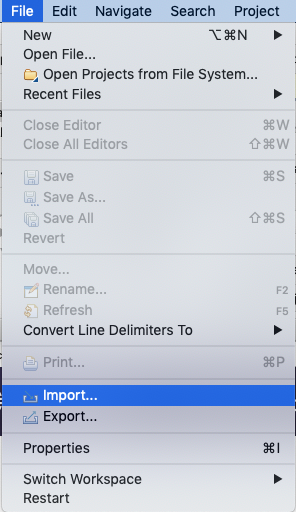 File Edit Navigate Search Project
New ⌥⌘N ▶
Open File...
Open Projects from File System...
Recent Files ▶
Close Editor ⌘W
Close All Editors ⇧⌘W
Save ⌘S
Save As...
Save All ⇧⌘S
Revert
Move...
Rename... F2
Refresh F5
Convert Line Delimiters To ▶
Print... ⌘P
Import...
Export...
Properties ⌘I
Switch Workspace ▶
Restart